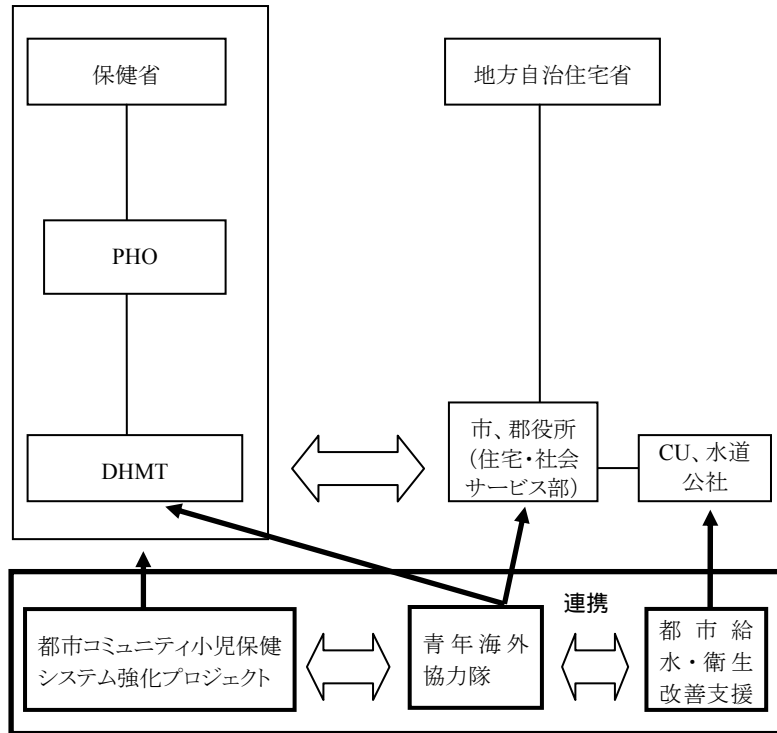 保健省
地方自治住宅省
PHO
DHMT
市、郡役所
(住宅・社会
サービス部)
CU、水道
公社
連携
都市コミュニティ小児保健
システム強化プロジェクト
青年海外
協力隊
都市給
水・衛生
改善支援